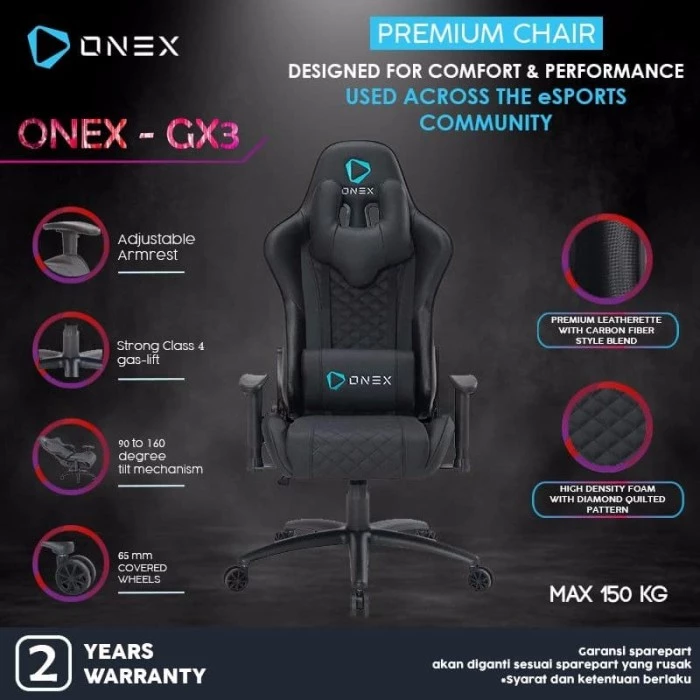 ONEX
PREMIUM CHAIR
DESIGNED FOR COMFORT & PERFORMANCE
USED ACROSS THE eSPORTS
COMMUNITY
ONEX - GX3
ONEX
Adjustable
Armrest
Strong Class 4
gas-lift
90 to 160
degree
tilt mechanism
65 mm
COVERED
WHEELS
ONEX
PREMIUM LEATHERETTE
WITH CARBON FIBER
STYLE BLEND
HIGH DENSITY FOAM
WITH DIAMOND QUILTED
PATTERN
MAX 150 KG
2 YEARS
WARRANTY
Garansi sparepart
akan diganti sesuai sparepart yang rusak
*Syarat dan ketentuan berlaku